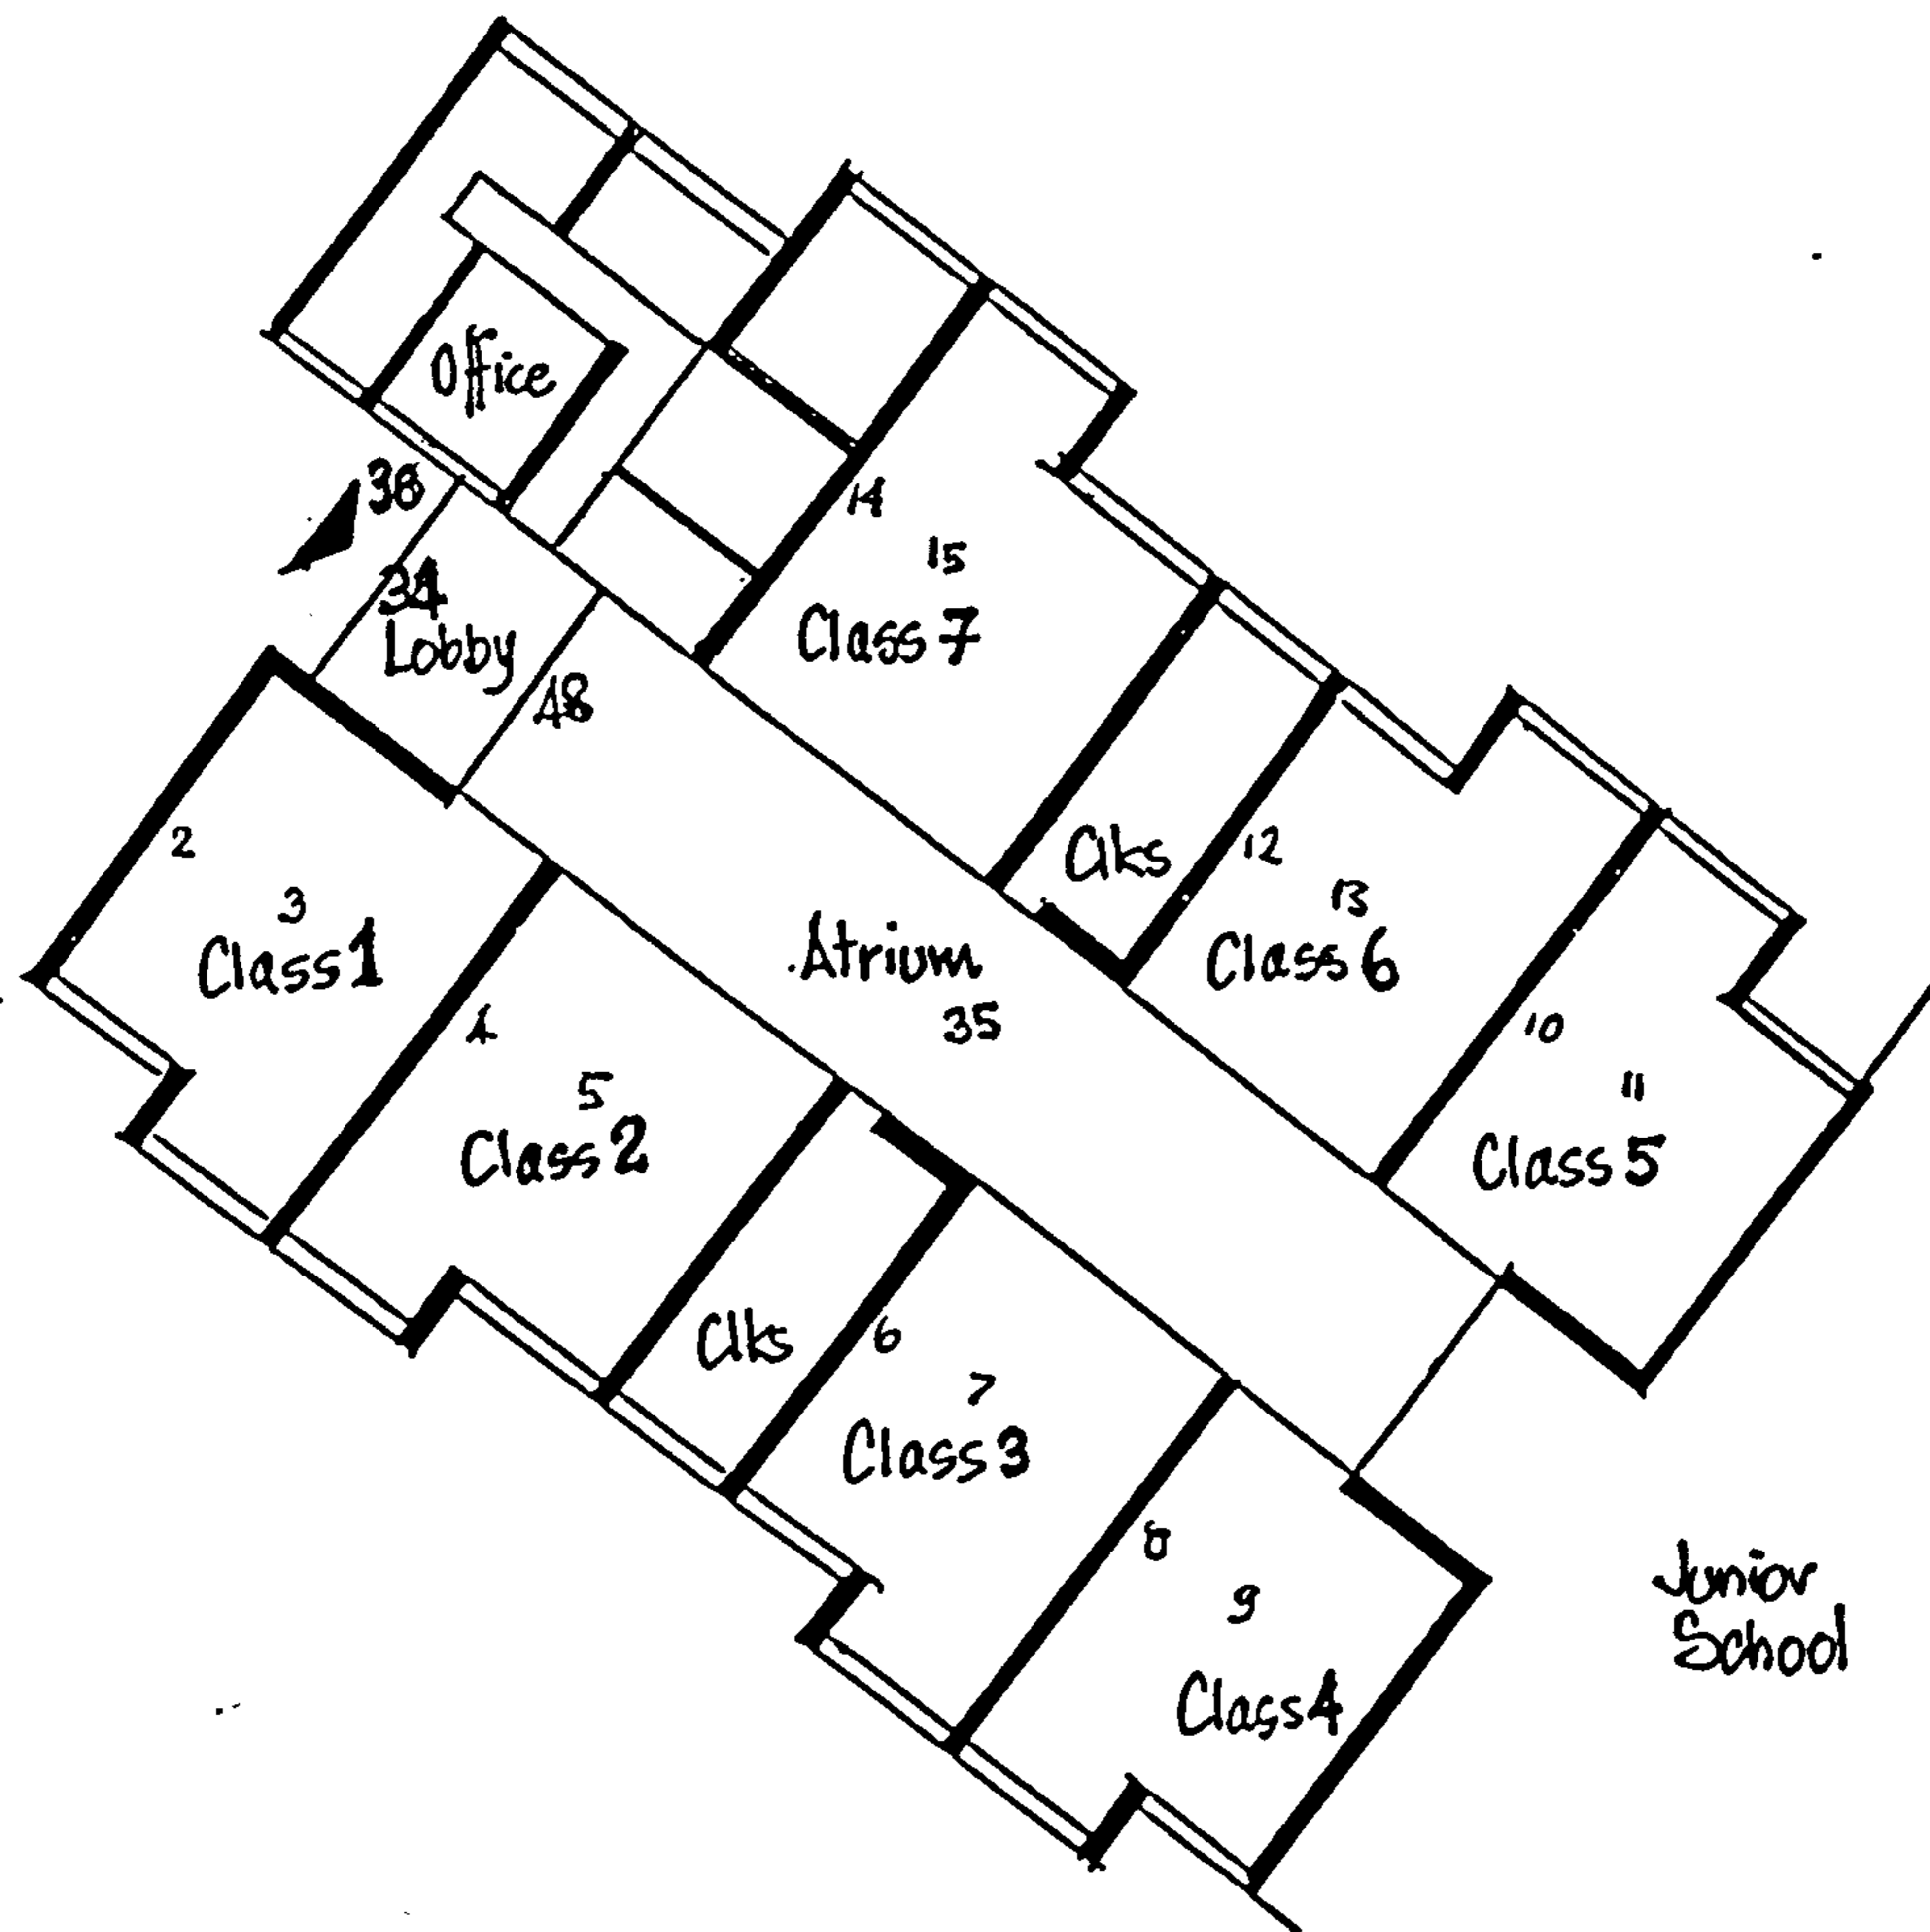 Office
38
34
Lobby
48
14
15
Class 7
2
3
Class 1
Clks
12
13
Class 6
.Atrium
35
4
5
Class 2
10
11
Class 5
Clks
6
7
Class 3
8
9
Class 4
Junior
School